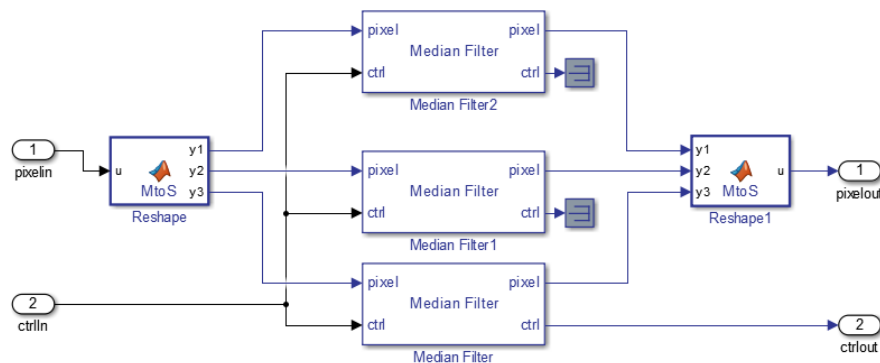 pixel
pixel
Median Filter
ctrl
ctrl
Median Filter2
1
pixelin
u
y1
y2
y3
MtoS
Reshape
pixel
pixel
Median Filter
ctrl
ctrl
Median Filter1
y1
y2
y3
u
MtoS
Reshape1
1
pixelout
2
ctrlIn
pixel
pixel
Median Filter
ctrl
ctrl
Median Filter
2
ctrlout